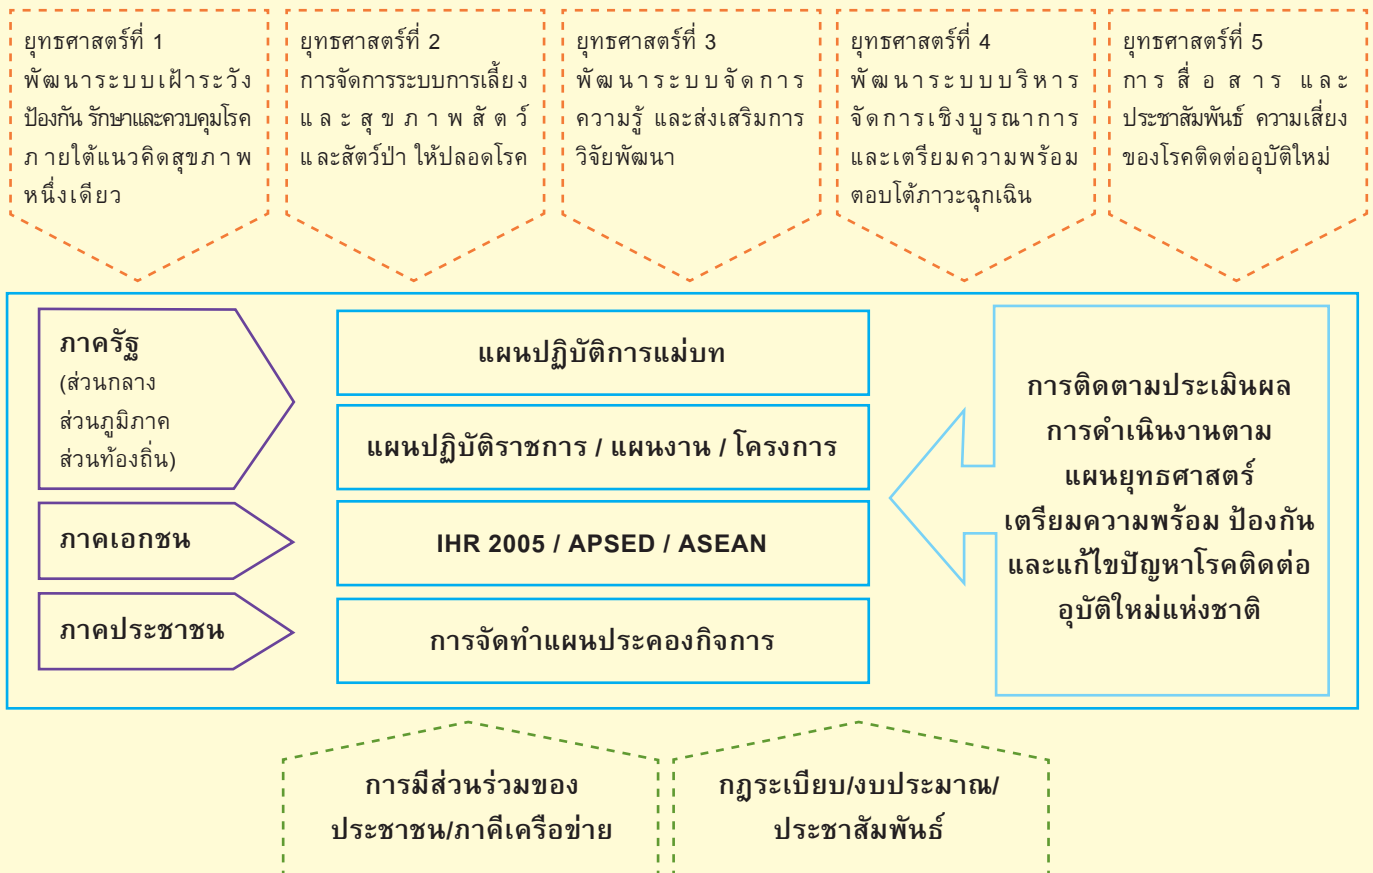 ยุทธศาสตร์ที่ 1
พัฒนาระบบเฝ้าระวัง
ป้องกัน รักษาและควบคุมโรค
ภายใต้แนวคิดสุขภาพ
หนึ่งเดียว
ยุทธศาสตร์ที่ 2
การจัดการระบบการเลี้ยง
และสุขภาพสัตว์
และสัตว์ป่า ให้ปลอดโรค
ยุทธศาสตร์ที่ 3
พัฒนาระบบจัดการ
ความรู้ และส่งเสริมการ
วิจัยพัฒนา
ยุทธศาสตร์ที่ 4
พัฒนาระบบบริหาร
จัดการเชิงบูรณาการ
และเตรียมความพร้อม
ตอบโต้ภาวะฉุกเฉิน
ยุทธศาสตร์ที่ 5
การสื่อสาร และ
ประชาสัมพันธ์ ความเสี่ยง
ของโรคติดต่ออุบัติใหม่
ภาครัฐ
(ส่วนกลาง
ส่วนภูมิภาค
ส่วนท้องถิ่น)
ภาคเอกชน
ภาคประชาชน
แผนปฏิบัติการแม่บท
แผนปฏิบัติราชการ / แผนงาน / โครงการ
IHR 2005 / APSED / ASEAN
การจัดทำแผนประคองกิจการ
การติดตามประเมินผล
การดำเนินงานตาม
แผนยุทธศาสตร์
เตรียมความพร้อม ป้องกัน
และแก้ไขปัญหาโรคติดต่อ
อุบัติใหม่แห่งชาติ
การมีส่วนร่วมของ
ประชาชน/ภาคีเครือข่าย
กฎระเบียบ/งบประมาณ/
ประชาสัมพันธ์